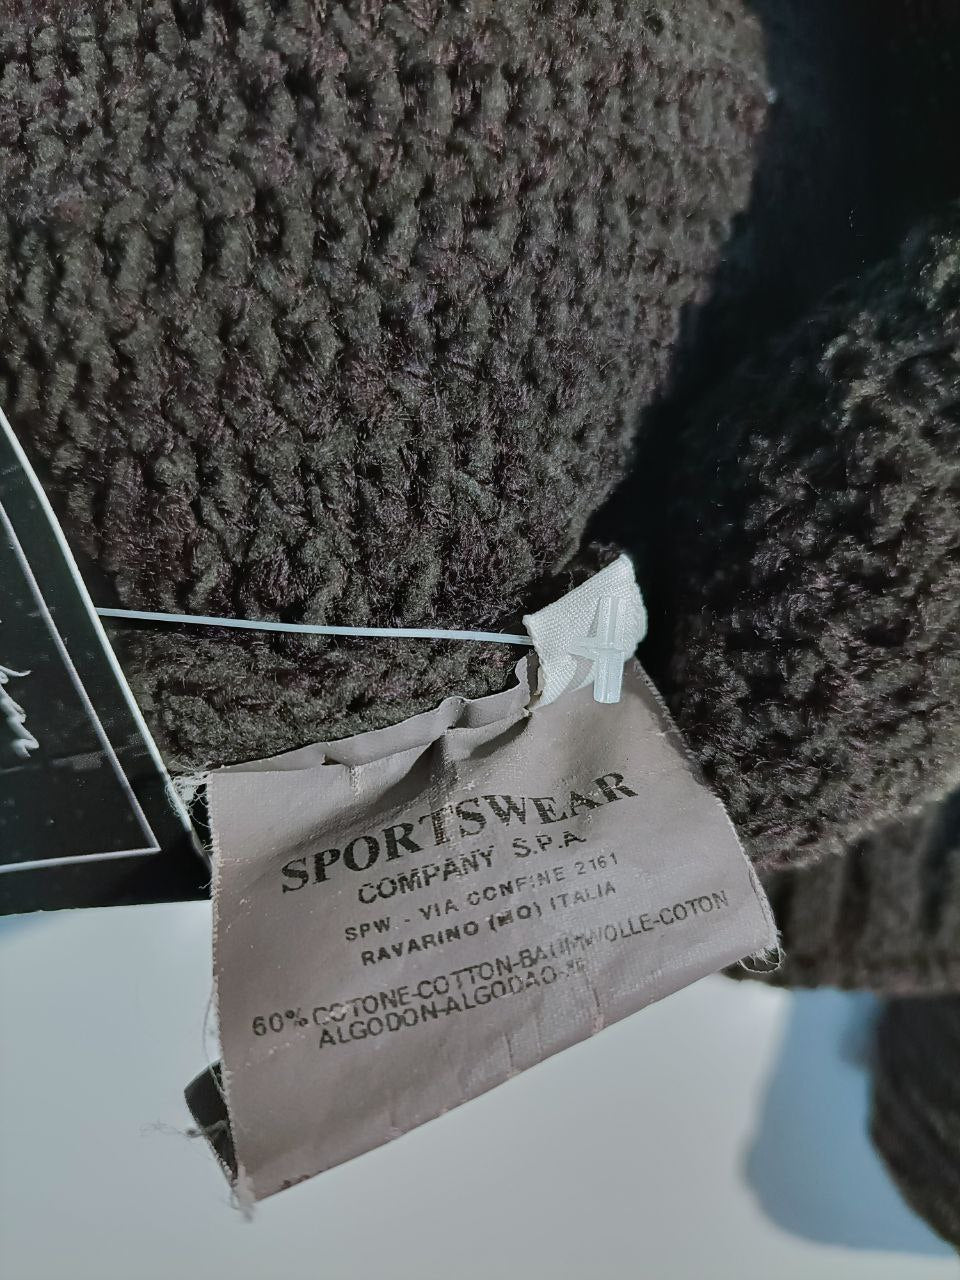 SPORTSWEAR
COMPANY S.P.A.
SPW - VIA CONFINE 2161
RAVARINO (MO) ITALIA
60% COTONE-COTTON-BAUMWOLLE-COTON
ALGODON-ALGODAO-